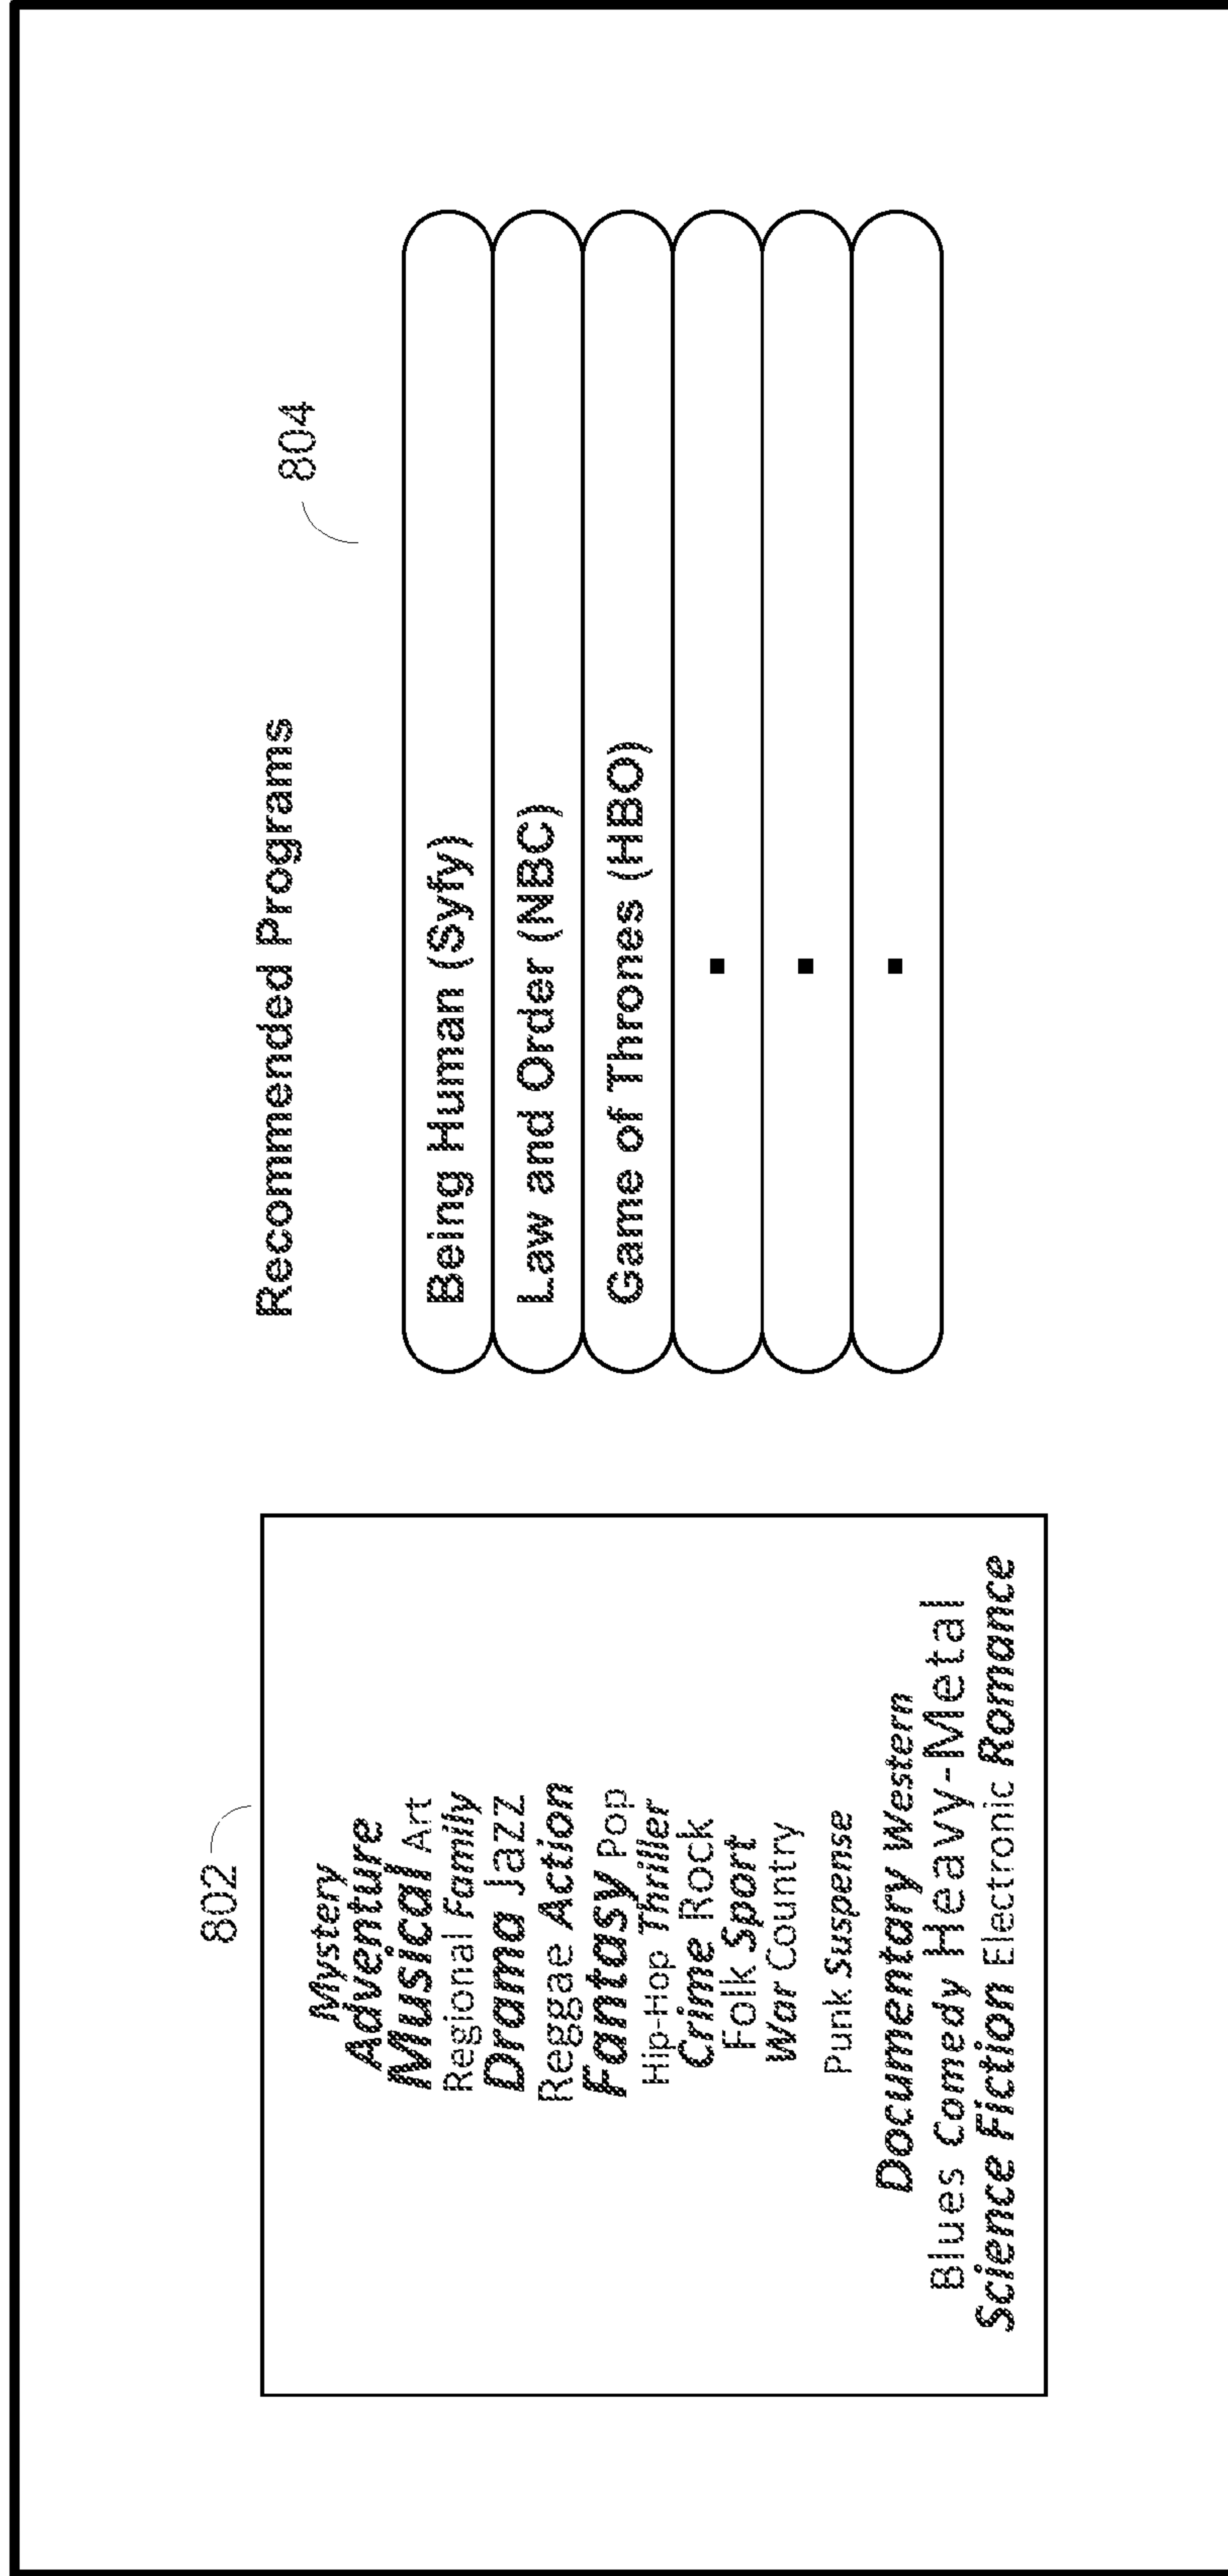 802
Mystery
Adventure
Musical Art
Regional Family
Drama Jazz
Reggae Action
Fantasy Pop
Hip-Hop Thriller
Crime Rock
Folk Sport
War Country
Punk Suspense
Documentary Western
Blues Comedy Heavy-Metal
Science Fiction Electronic Romance
Recommended Programs
804
Being Human (Syfy)
Law and Order (NBC)
Game of Thrones (HBO)